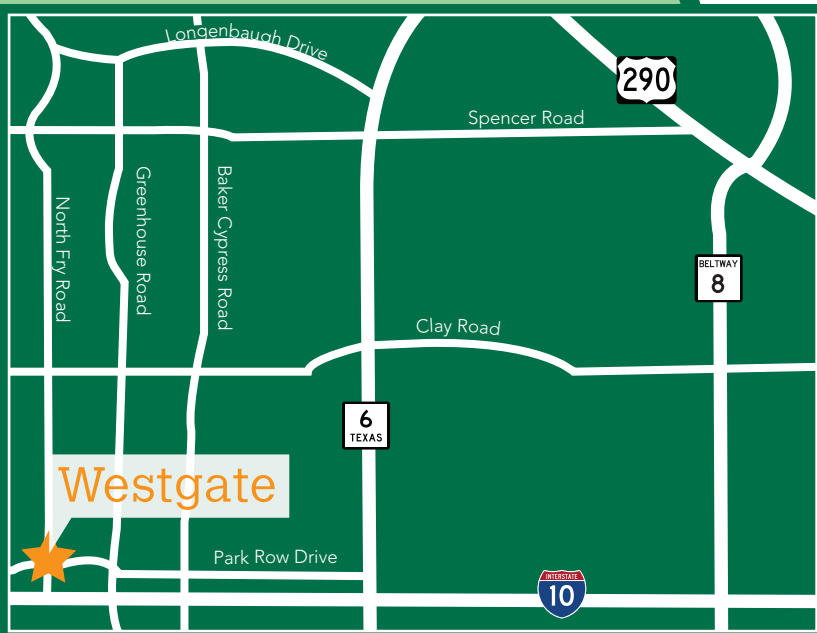 Longenbaugh Drive
290
Spencer Road
North Fry Road
Greenhouse Road
Baker Cypress Road
BELTWAY
8
Clay Road
6
TEXAS
Westgate
Park Row Drive
INTERSTATE
10